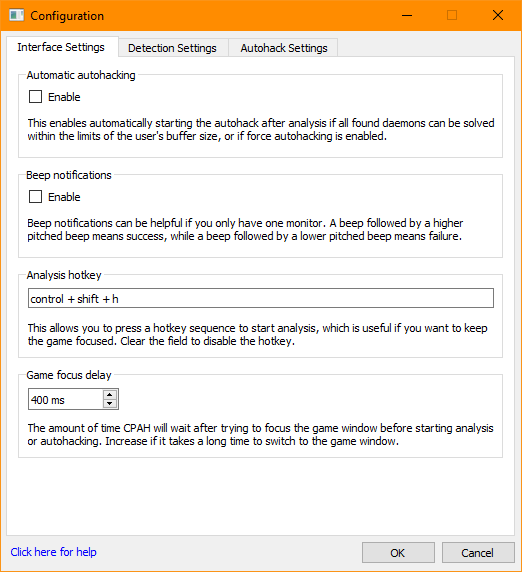 Configuration
Interface Settings
Detection Settings
Autohack Settings
Automatic autohacking
Enable
This enables automatically starting the autohack after analysis if all found daemons can be solved
within the limits of the user's buffer size, or if force autohacking is enabled.
Beep notifications
Enable
Beep notifications can be helpful if you only have one monitor. A beep followed by a higher
pitched beep means success, while a beep followed by a lower pitched beep means failure.
Analysis hotkey
control + shift + h
This allows you to press a hotkey sequence to start analysis, which is useful if you want to keep
the game focused. Clear the field to disable the hotkey.
Game focus delay
400 ms
The amount of time CPAH will wait after trying to focus the game window before starting analysis
or autohacking. Increase if it takes a long time to switch to the game window.
Click here for help
OK
Cancel